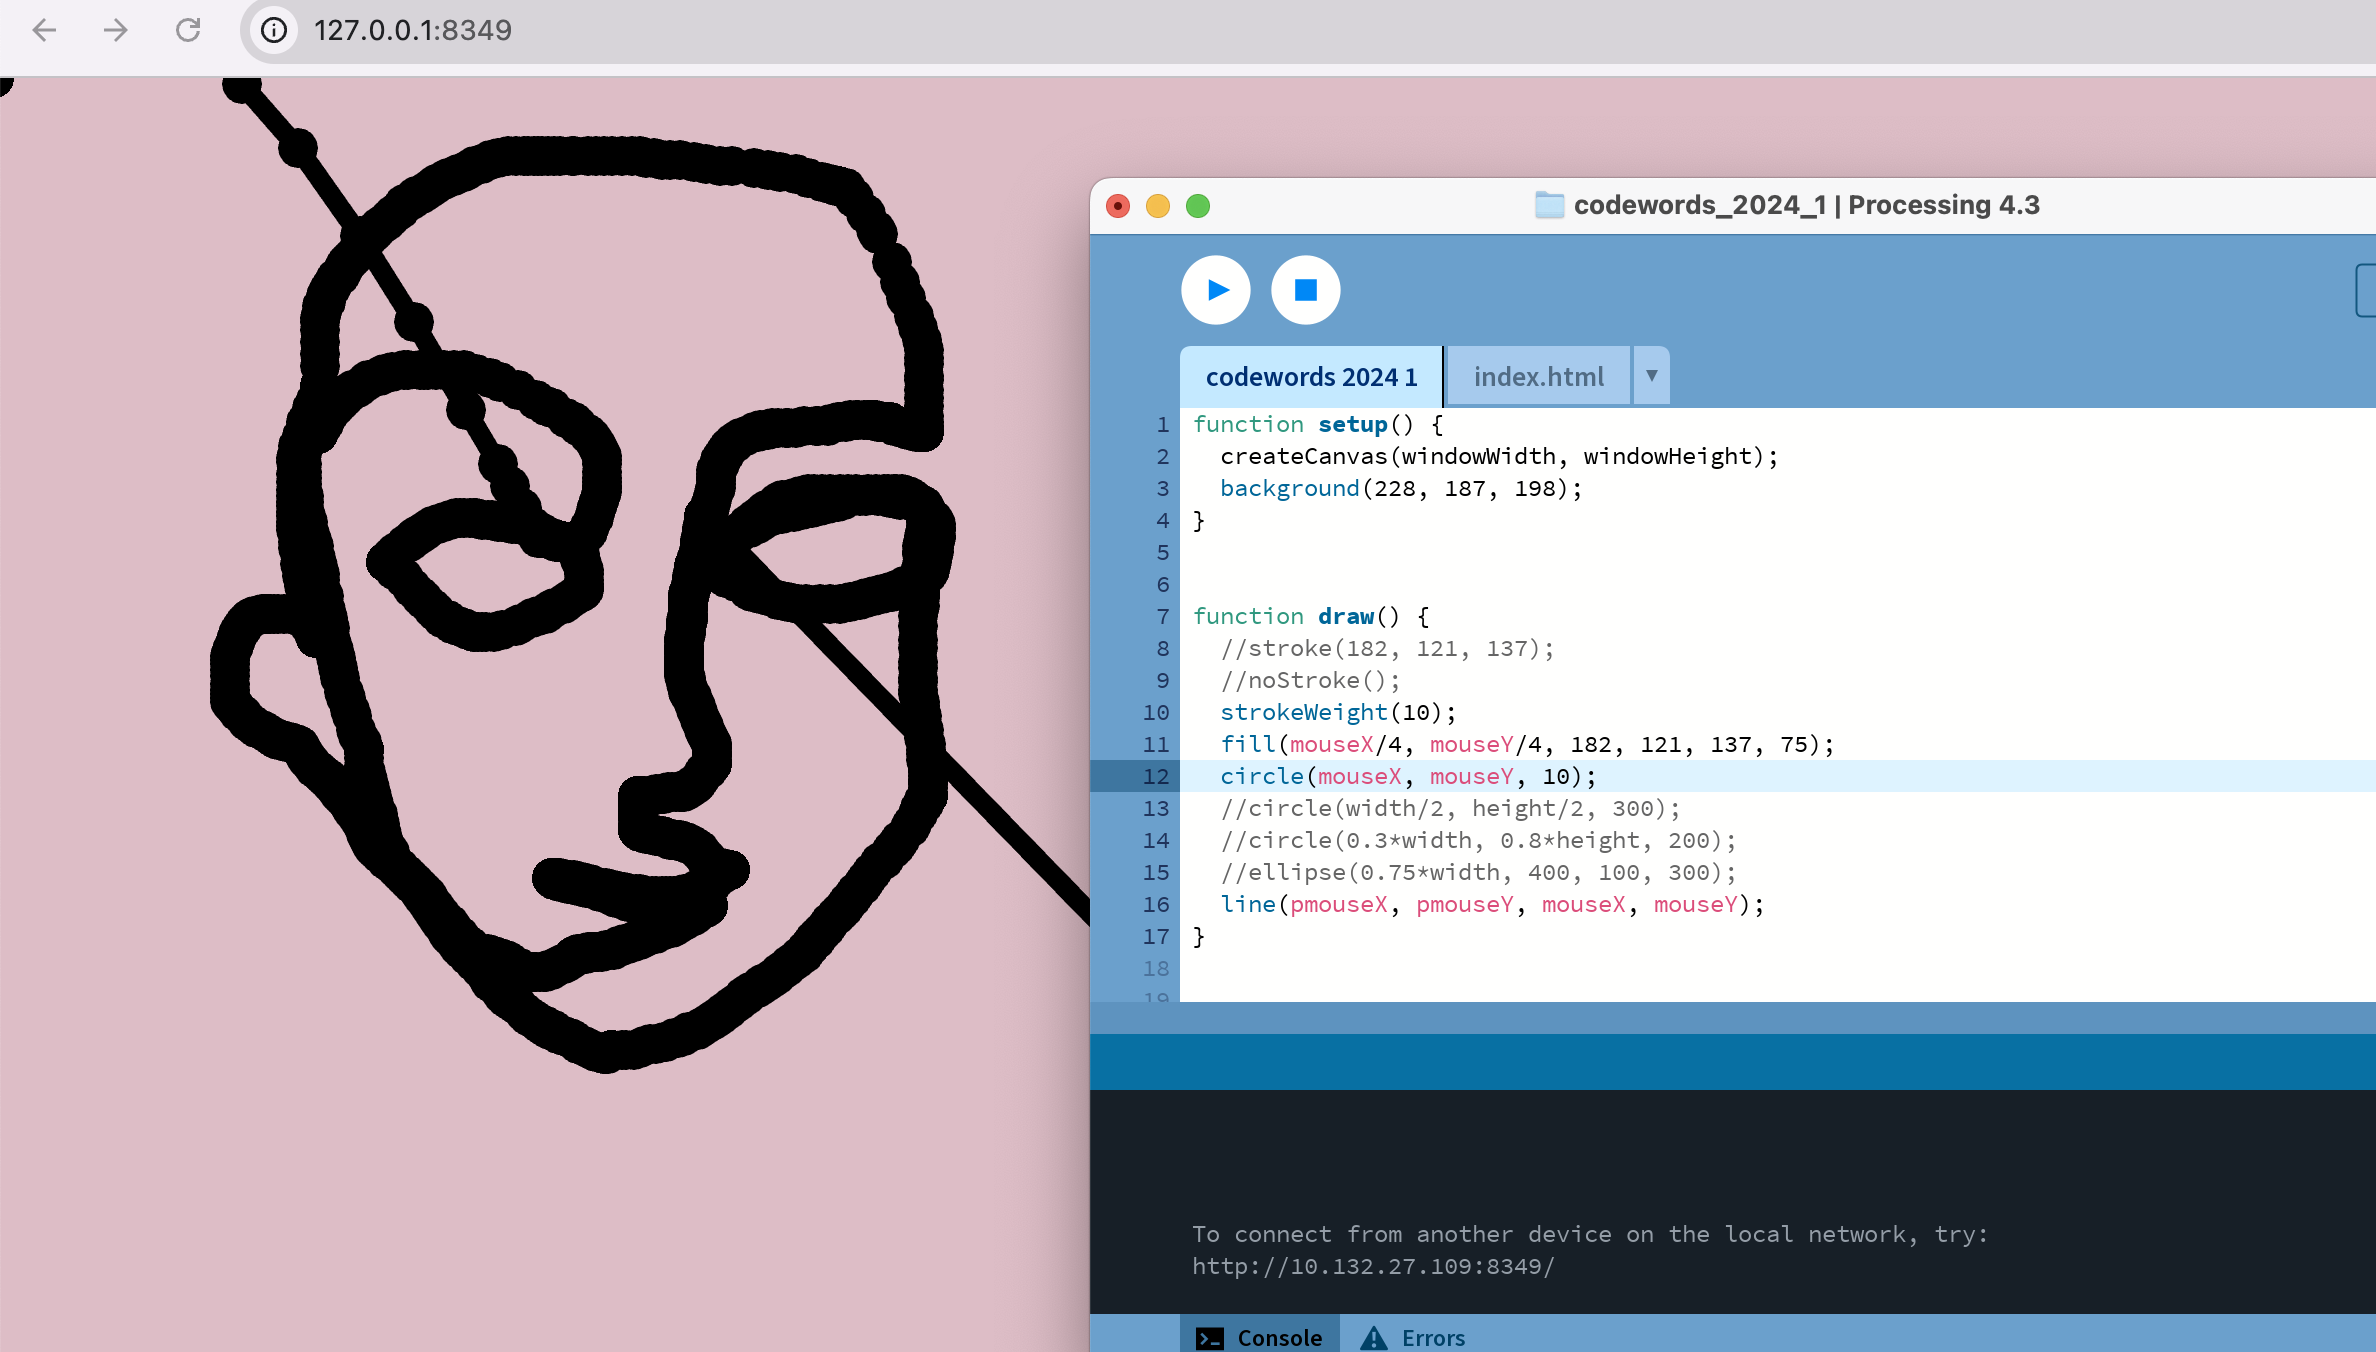 127.0.0.1:8349
codewords_2024_1 | Processing 4.3
codewords 2024 1
index.html
1 function setup() {
2 createCanvas(windowWidth, windowHeight);
3 background(228, 187, 198);
4 }
5
6
7 function draw() {
8 //stroke(182, 121, 137);
9 //noStroke();
10 strokeWeight(10);
11 fill(mouseX/4, mouseY/4, 182, 121, 137, 75);
12 circle(mouseX, mouseY, 10);
13 //circle(width/2, height/2, 300);
14 //circle(0.3*width, 0.8*height, 200);
15 //ellipse(0.75*width, 400, 100, 300);
16 line(pmouseX, pmouseY, mouseX, mouseY);
17 }
18
19
To connect from another device on the local network, try:
http://10.132.27.109:8349/
Console
Errors